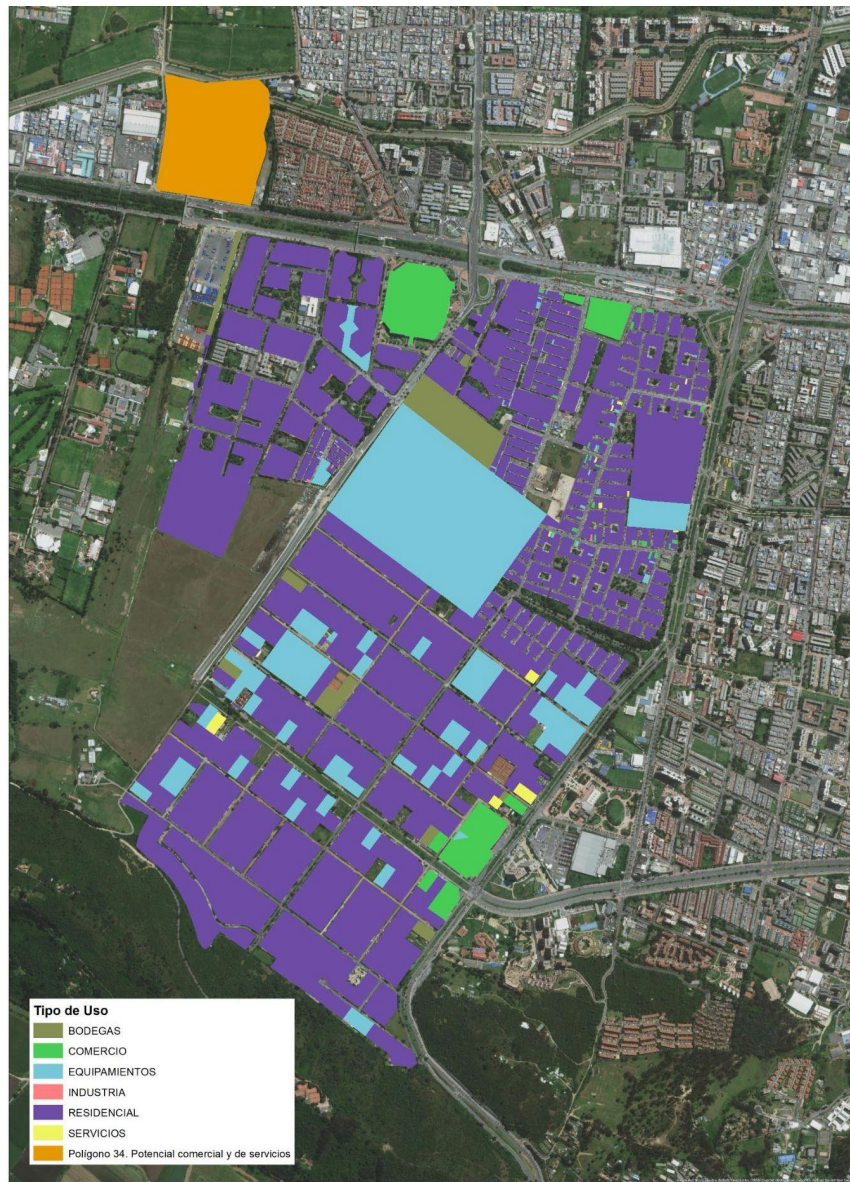 Tipo de Uso
BODEGAS
COMERCIO
EQUIPAMIENTOS
INDUSTRIA
RESIDENCIAL
SERVICIOS
Polígono 34. Potencial comercial y de servicios